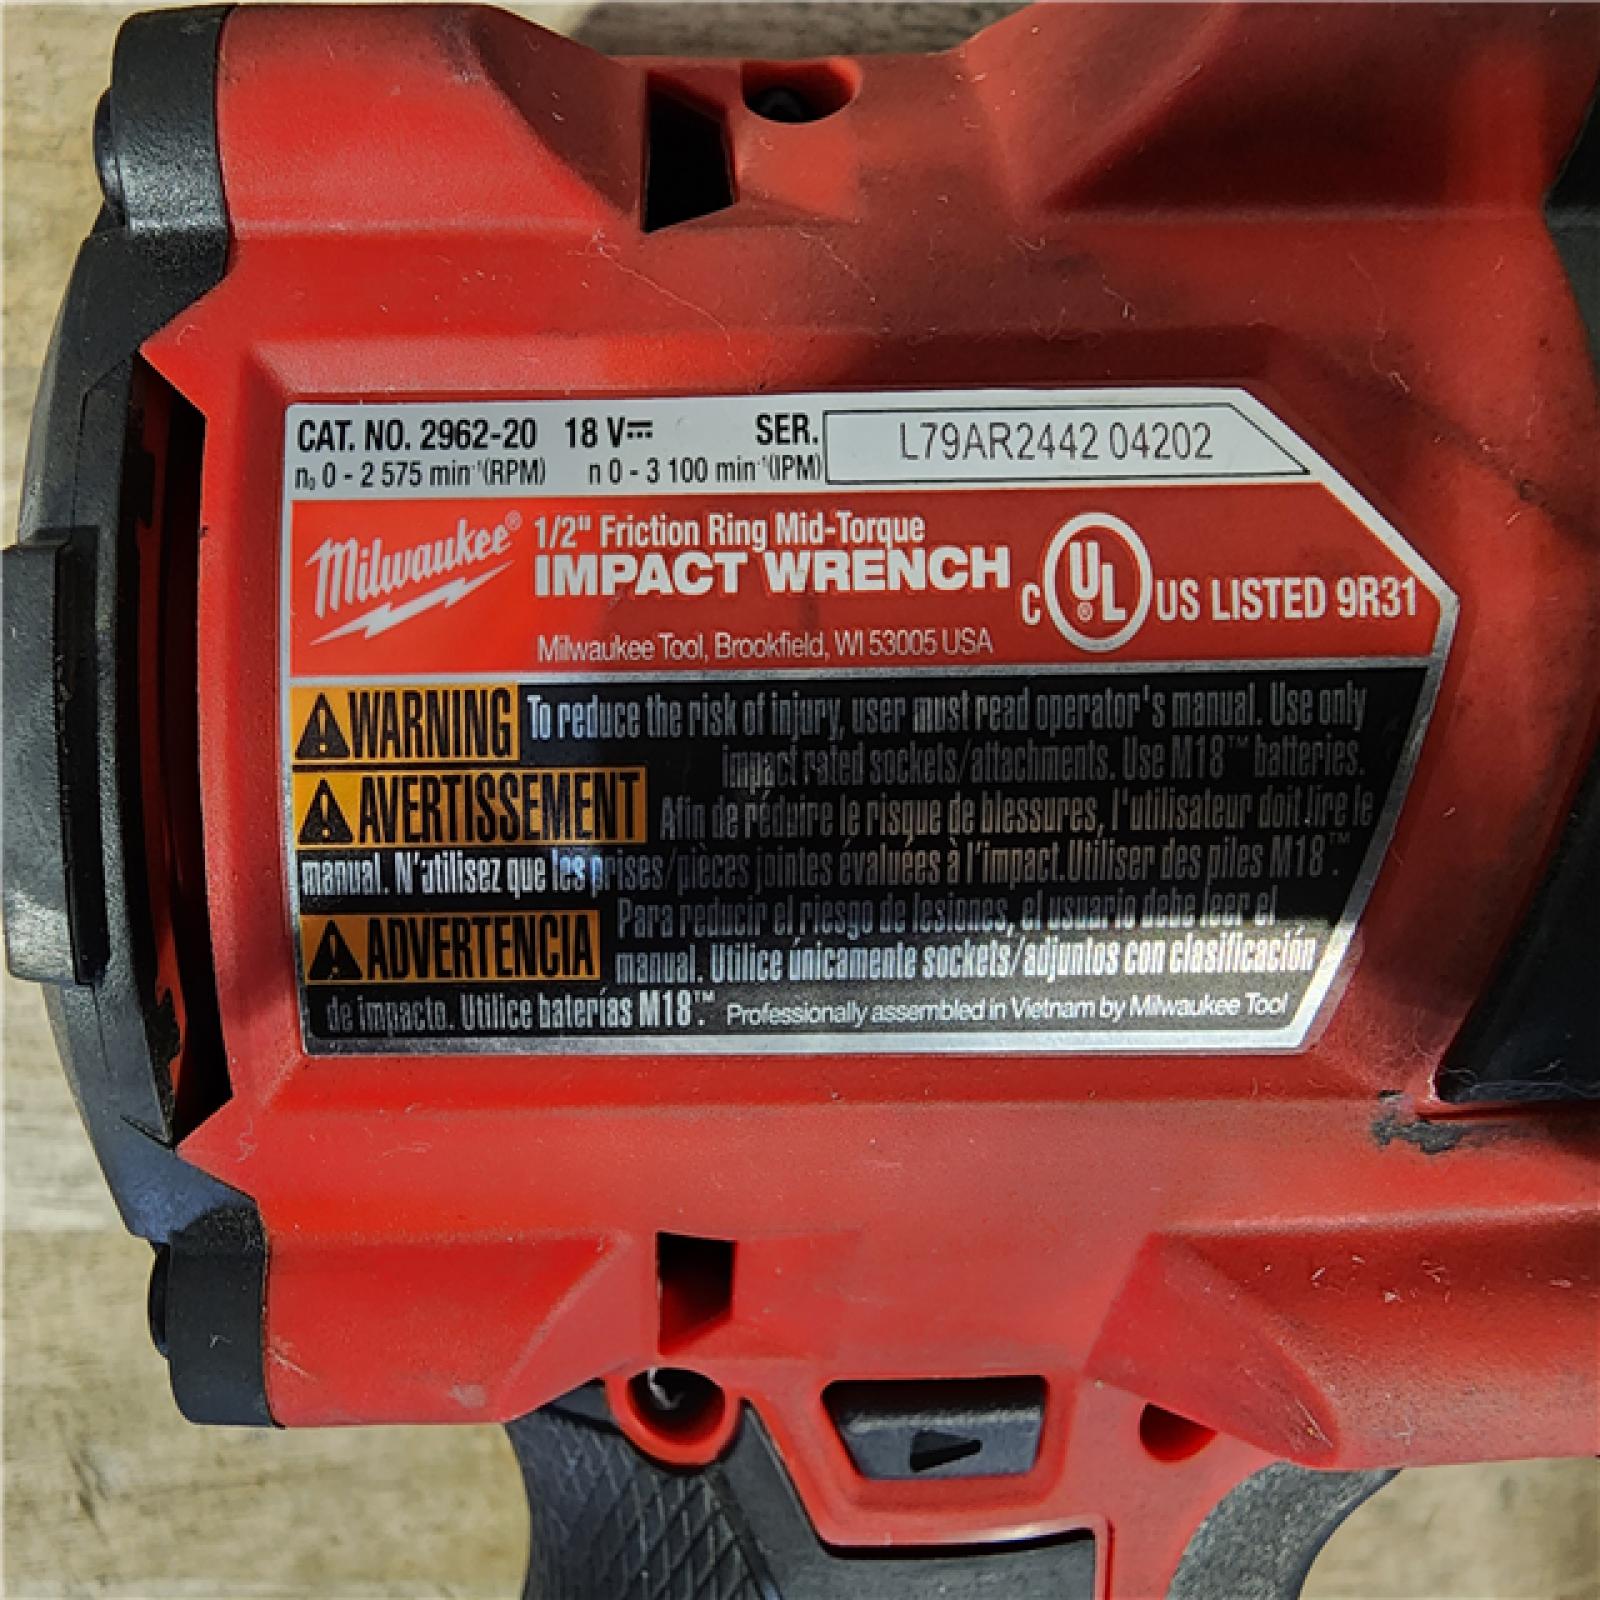 CAT. NO. 2962-20 18 V⎓ SER. L79AR2442 04202
n₀ 0 - 2 575 min⁻¹(RPM) n 0 - 3 100 min⁻¹(IPM)
Milwaukee®
1/2" Friction Ring Mid-Torque
IMPACT WRENCH
Milwaukee Tool, Brookfield, WI 53005 USA
C UL® US LISTED 9R31
WARNING To reduce the risk of injury, user must read operator's manual. Use only
impact rated sockets/attachments. Use M18™ batteries.
AVERTISSEMENT Afin de réduire le risque de blessures, l'utilisateur doit lire le
manual. N'utilisez que les prises/pièces jointes évaluées à l'impact.Utiliser des piles M18™.
ADVERTENCIA Para reducir el riesgo de lesiones, el usuario debe leer el
manual. Utilice únicamente sockets/adjuntos con clasificación
de impacto. Utilice baterías M18™. Professionally assembled in Vietnam by Milwaukee Tool